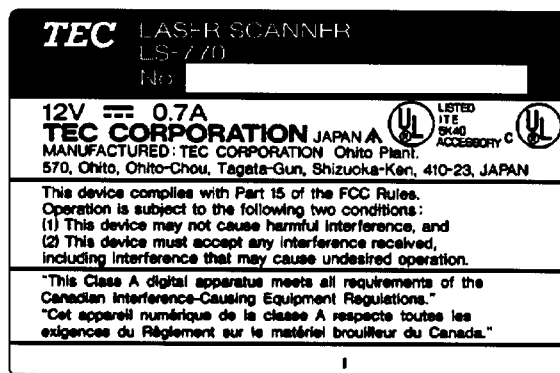 TEC LASER SCANNER
LS-770
No.
12V ⎓ 0.7A
TEC CORPORATION JAPAN A
MANUFACTURED : TEC CORPORATION Ohito Plant.
570, Ohito, Ohito-Chou, Tagata-Gun, Shizuoka-Ken, 410-23, JAPAN
UL
LISTED
ITE
5K40
ACCESSORY
C UL
This device complies with Part 15 of the FCC Rules.
Operation is subject to the following two conditions :
(1) This device may not cause harmful interference, and
(2) This device must accept any interference received,
including interference that may cause undesired operation.
"This Class A digital apparatus meets all requirements of the
Canadian Interference-Causing Equipment Regulations."
"Cet appareil numérique de la classe A respecte toutes les
exigences du Règlement sur le matériel brouilleur du Canada."